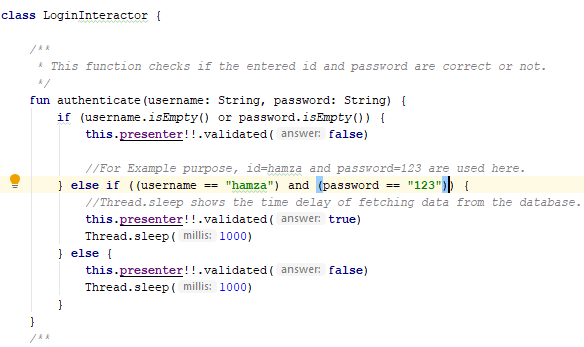 class LoginInteractor {
/**
* This function checks if the entered id and password are correct or not.
*/
fun authenticate(username: String, password: String) {
if (username.isEmpty() or password.isEmpty()) {
this.presenter!!.validated( answer: false)
//For Example purpose, id=hamza and password=123 are used here.
} else if ((username == "hamza") and (password == "123")) {
//Thread.sleep shows the time delay of fetching data from the database.
this.presenter!!.validated( answer: true)
Thread.sleep( millis: 1000)
} else {
this.presenter!!.validated( answer: false)
Thread.sleep( millis: 1000)
}
}
/**